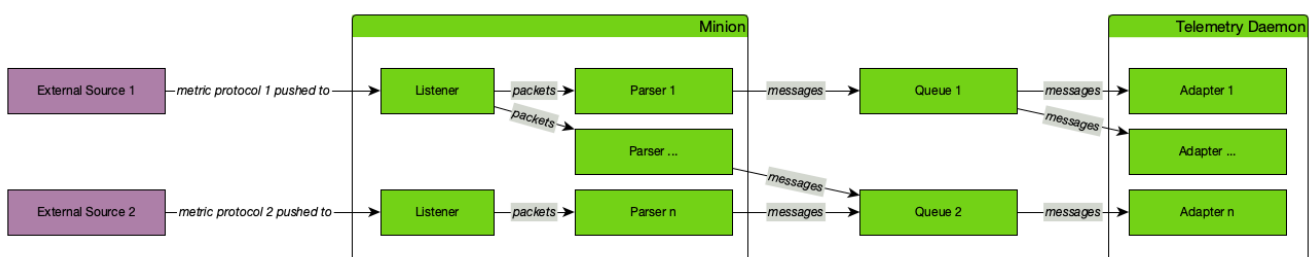 Minion
Telemetry Daemon
External Source 1
metric protocol 1 pushed to
Listener
packets
Parser 1
messages
Queue 1
messages
Adapter 1
packets
messages
Parser ...
Adapter ...
messages
External Source 2
metric protocol 2 pushed to
Listener
packets
Parser n
messages
Queue 2
messages
Adapter n